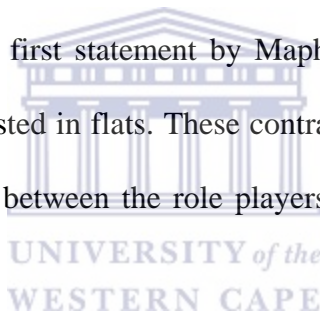 first statement by Maph
sted in flats. These contra
between the role players
UNIVERSITY of the
WESTERN CAPE